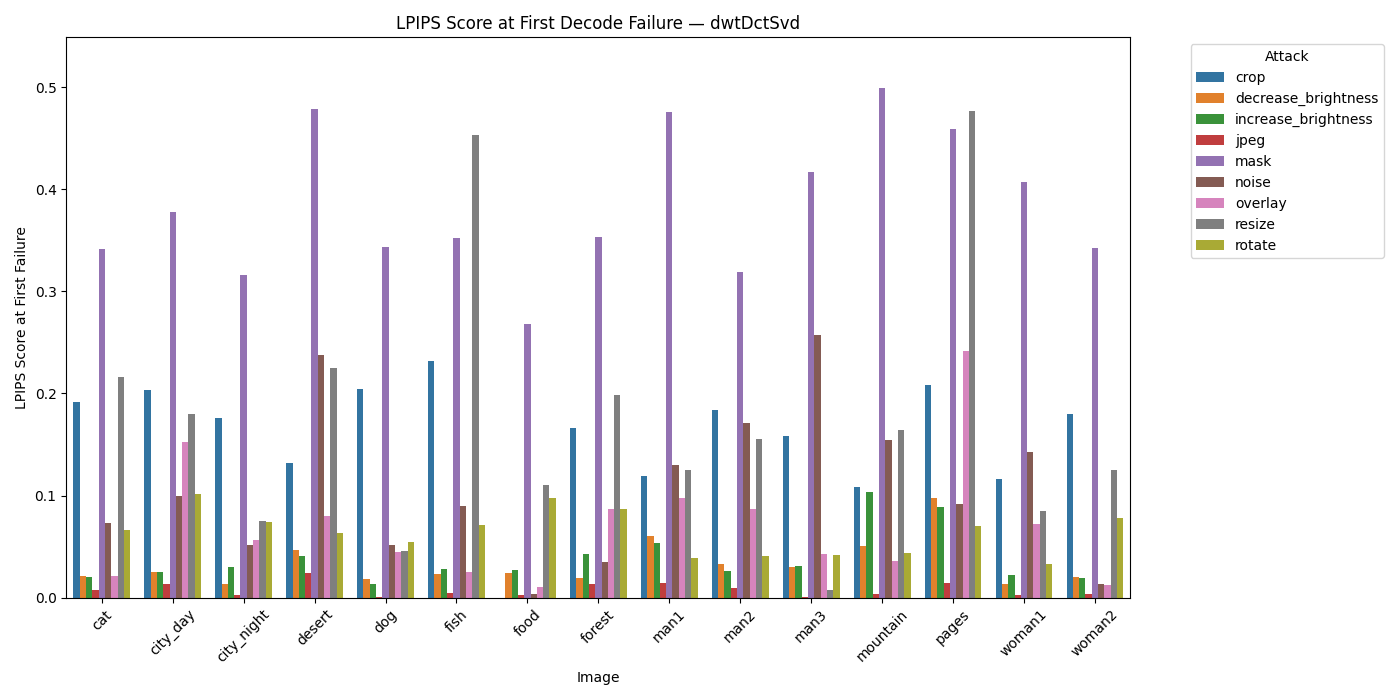 LPIPS Score at First Decode Failure — dwtDctSvd
LPIPS Score at First Failure
0.5
0.4
0.3
0.2
0.1
0.0
cat
city_day
city_night
desert
dog
fish
food
forest
man1
man2
man3
mountain
pages
woman1
woman2
Image
Attack
crop
decrease_brightness
increase_brightness
jpeg
mask
noise
overlay
resize
rotate